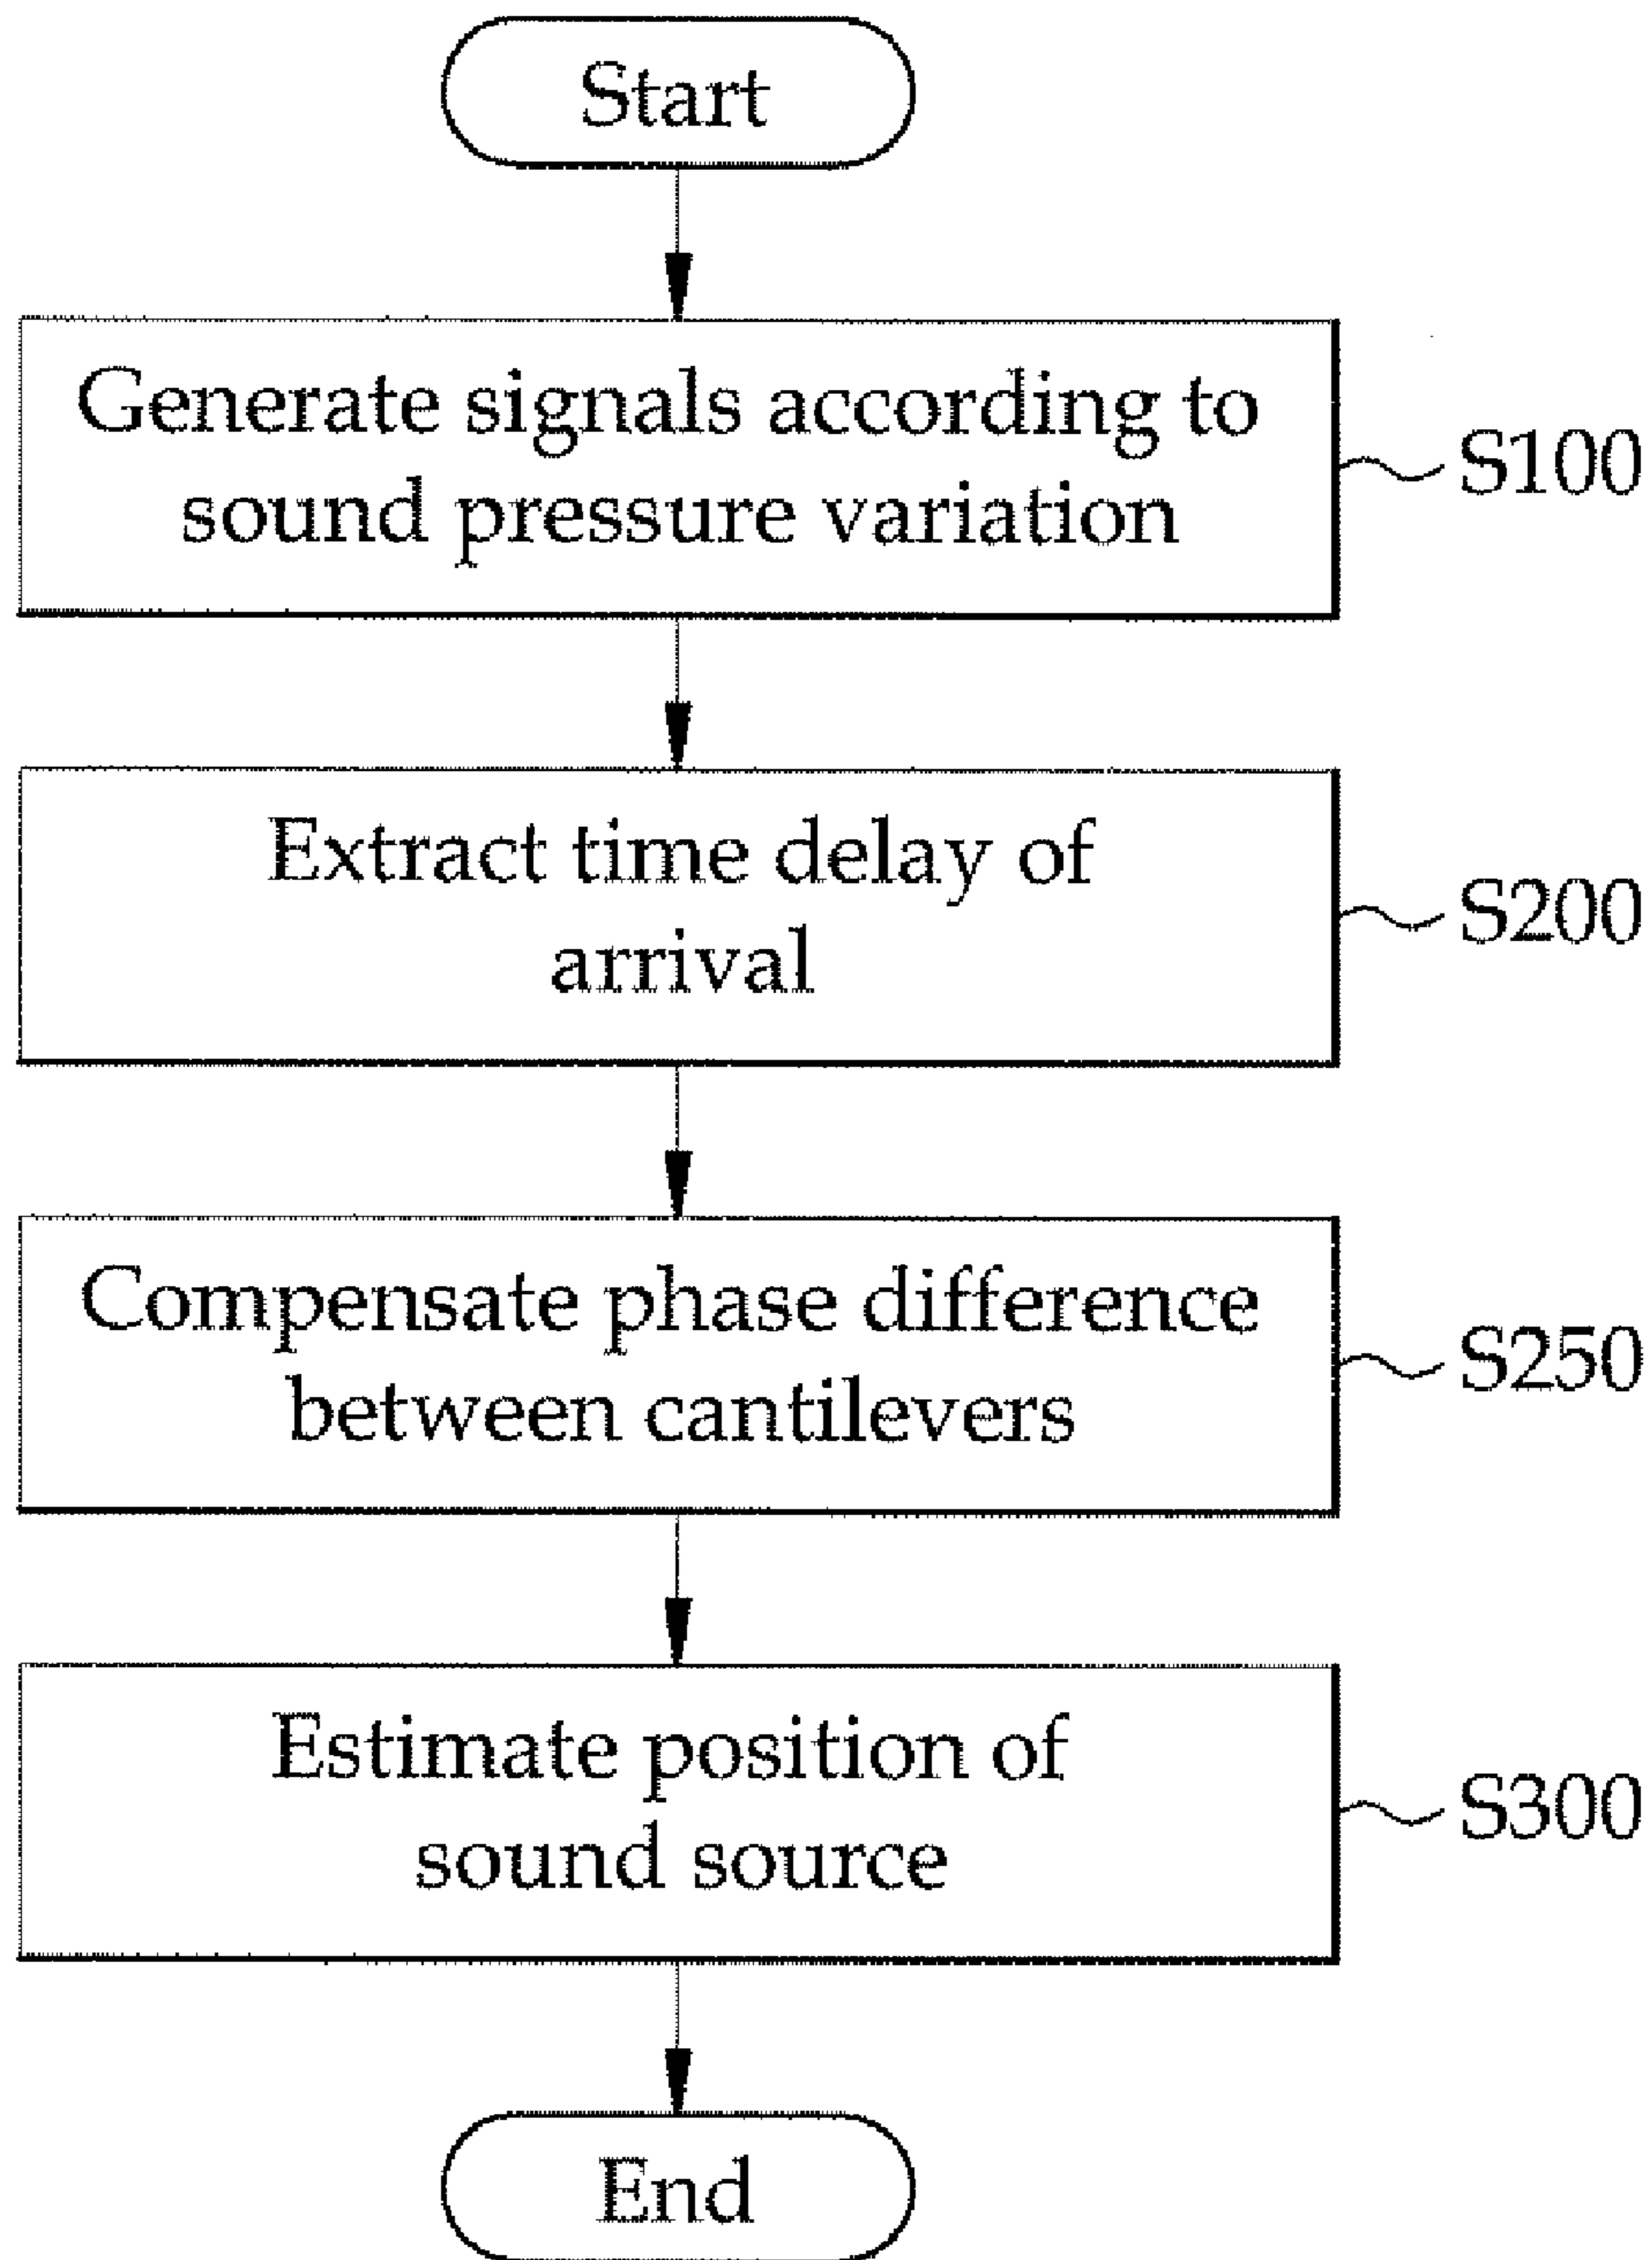 Start
Generate signals according to
sound pressure variation
S100
Extract time delay of
arrival
S200
Compensate phase difference
between cantilevers
S250
Estimate position of
sound source
S300
End